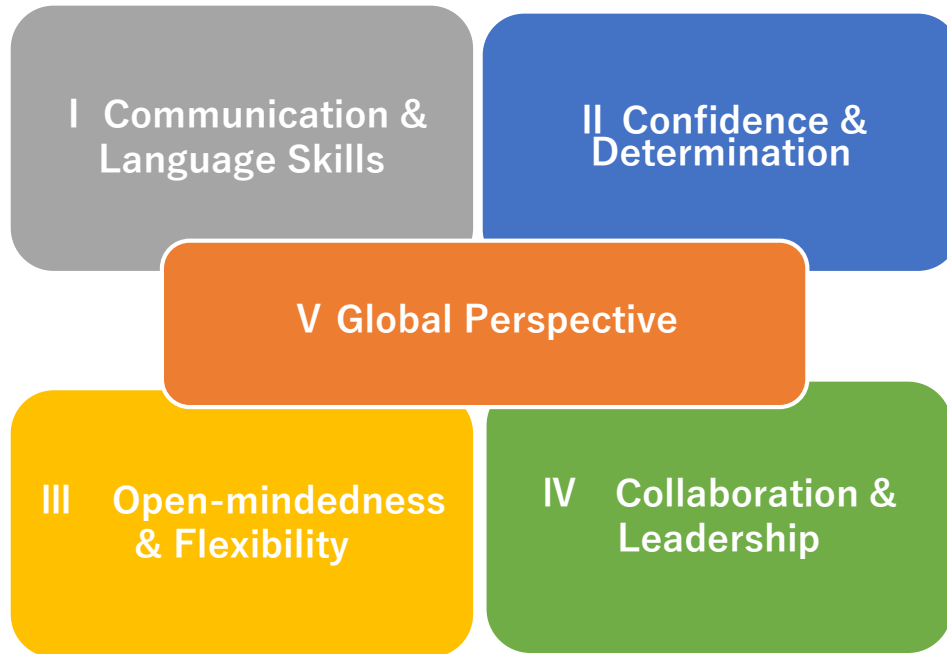 Ⅰ Communication &
Language Skills
Ⅱ Confidence &
Determination
Ⅴ Global Perspective
Ⅲ Open-mindedness
& Flexibility
Ⅳ Collaboration &
Leadership